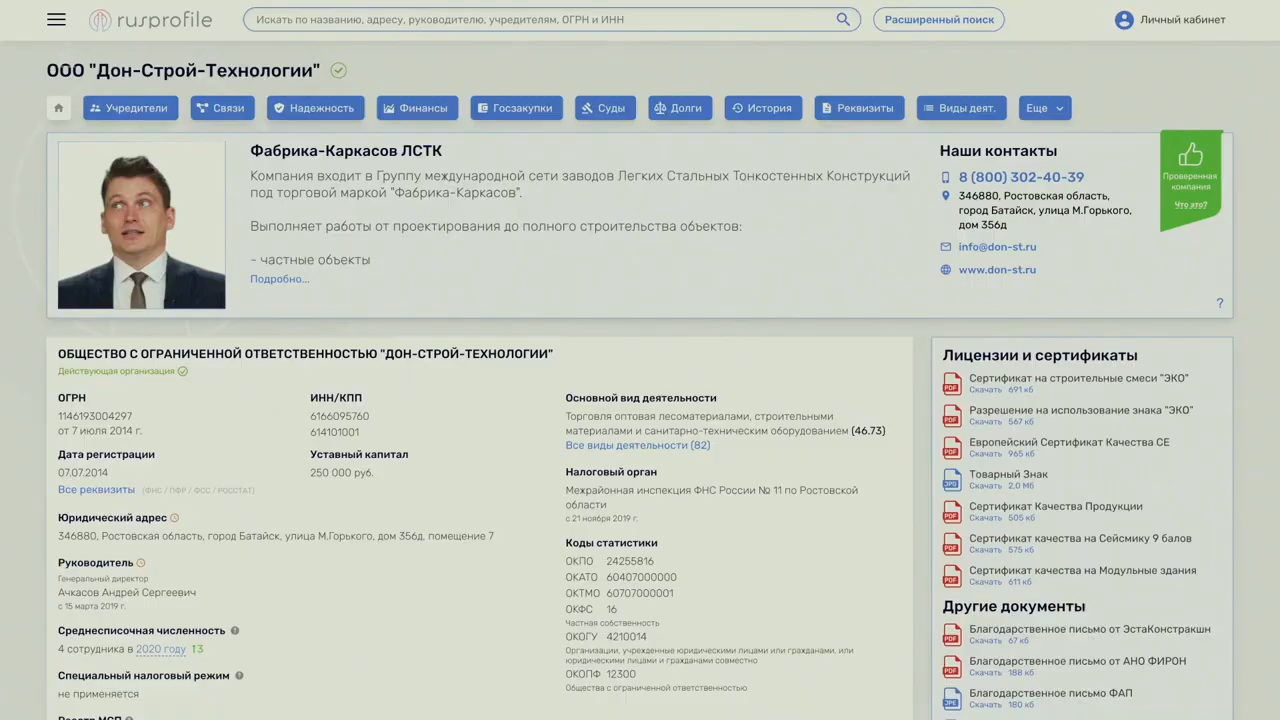 rusprofile
Искать по названию, адресу, руководителю, учредителям, ОГРН и ИНН
Расширенный поиск
Личный кабинет
ООО "Дон-Строй-Технологии"
Учредители
Связи
Надежность
Финансы
Госзакупки
Суды
Долги
История
Реквизиты
Виды деят.
Еще
Фабрика-Каркасов ЛСТК
Компания входит в Группу международной сети заводов Легких Стальных Тонкостенных Конструкций
под торговой маркой "Фабрика-Каркасов".
Выполняет работы от проектирования до полного строительства объектов:
- частные объекты
Подробно...
Наши контакты
8 (800) 302-40-39
346880, Ростовская область,
город Батайск, улица М.Горького,
дом 356д
info@don-st.ru
www.don-st.ru
Проверенная
компания
Что это?
?
ОБЩЕСТВО С ОГРАНИЧЕННОЙ ОТВЕТСТВЕННОСТЬЮ "ДОН-СТРОЙ-ТЕХНОЛОГИИ"
Действующая организация
ОГРН
1146193004297
от 7 июля 2014 г.
ИНН/КПП
6166095760
614101001
Дата регистрации
07.07.2014
Уставный капитал
250 000 руб.
Все реквизиты (ФНС / ПФР / ФСС / РОССТАТ)
Юридический адрес
346880, Ростовская область, город Батайск, улица М.Горького, дом 356д, помещение 7
Руководитель
Генеральный директор
Ачкасов Андрей Сергеевич
с 15 марта 2019 г.
Среднесписочная численность ?
4 сотрудника в 2020 году ↑3
Специальный налоговый режим ?
не применяется
Реестр МСП ?
Основной вид деятельности
Торговля оптовая лесоматериалами, строительными
материалами и санитарно-техническим оборудованием (46.73)
Все виды деятельности (82)
Налоговый орган
Межрайонная инспекция ФНС России № 11 по Ростовской
области
с 21 ноября 2019 г.
Коды статистики
ОКПО 24255816
ОКАТО 60407000000
ОКТМО 60707000001
ОКФС 16
Частная собственность
ОКОГУ 4210014
Организации, учрежденные юридическими лицами или гражданами, или
юридическими лицами и гражданами совместно
ОКОПФ 12300
Общества с ограниченной ответственностью
Лицензии и сертификаты
PDF Сертификат на строительные смеси "ЭКО"
Скачать 691 кб
PDF Разрешение на использование знака "ЭКО"
Скачать 567 кб
PDF Европейский Сертификат Качества СЕ
Скачать 965 кб
JPG Товарный Знак
Скачать 2,0 Мб
PDF Сертификат Качества Продукции
Скачать 505 кб
PDF Сертификат качества на Сейсмику 9 балов
Скачать 575 кб
PDF Сертификат качества на Модульные здания
Скачать 611 кб
Другие документы
PDF Благодарственное письмо от ЭстаКонстракшн
Скачать 67 кб
PDF Благодарственное письмо от АНО ФИРОН
Скачать 188 кб
JPE Благодарственное письмо ФАП
Скачать 180 кб